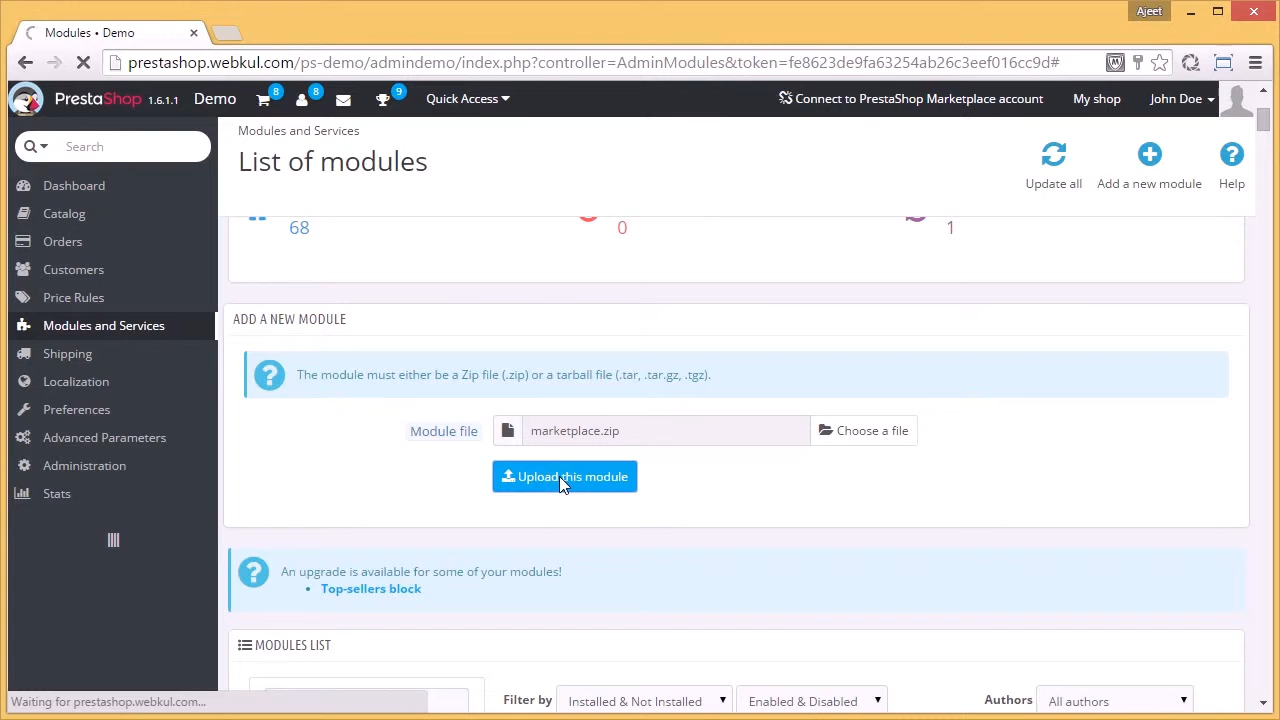 Ajeet
Modules • Demo
prestashop.webkul.com/ps-demo/admindemo/index.php?controller=AdminModules&token=fe8623de9fa63254ab26c3eef016cc9d#
PrestaShop 1.6.1.1 Demo 8 8 9 Quick Access Connect to PrestaShop Marketplace account My shop John Doe
Search
Dashboard
Catalog
Orders
Customers
Price Rules
Modules and Services
Shipping
Localization
Preferences
Advanced Parameters
Administration
Stats
Modules and Services
List of modules
Update all Add a new module Help
68 0 1
ADD A NEW MODULE
The module must either be a Zip file (.zip) or a tarball file (.tar, .tar.gz, .tgz).
Module file marketplace.zip Choose a file
Upload this module
An upgrade is available for some of your modules!
• Top-sellers block
MODULES LIST
Filter by Installed & Not Installed Enabled & Disabled Authors All authors
Waiting for prestashop.webkul.com...